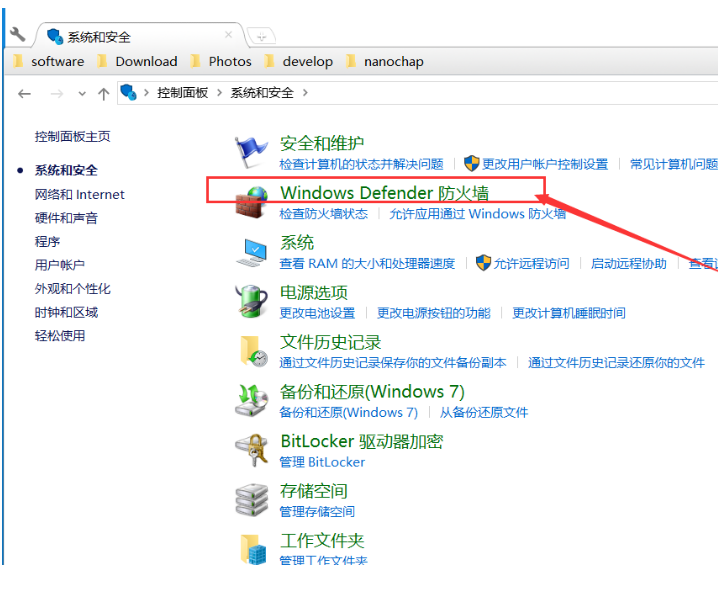 系统和安全
software Download Photos develop nanochap
控制面板 系统和安全
控制面板主页
系统和安全
网络和 Internet
硬件和声音
程序
用户帐户
外观和个性化
时钟和区域
轻松使用
安全和维护
检查计算机的状态并解决问题 更改用户帐户控制设置 常见计算机问题
Windows Defender 防火墙
检查防火墙状态 允许应用通过 Windows 防火墙
系统
查看 RAM 的大小和处理器速度 允许远程访问 启动远程协助 查看
电源选项
更改电池设置 更改电源按钮的功能 更改计算机睡眠时间
文件历史记录
通过文件历史记录保存你的文件备份副本 通过文件历史记录还原你的文件
备份和还原(Windows 7)
备份和还原(Windows 7) 从备份还原文件
BitLocker 驱动器加密
管理 BitLocker
存储空间
管理存储空间
工作文件夹
管理工作文件夹